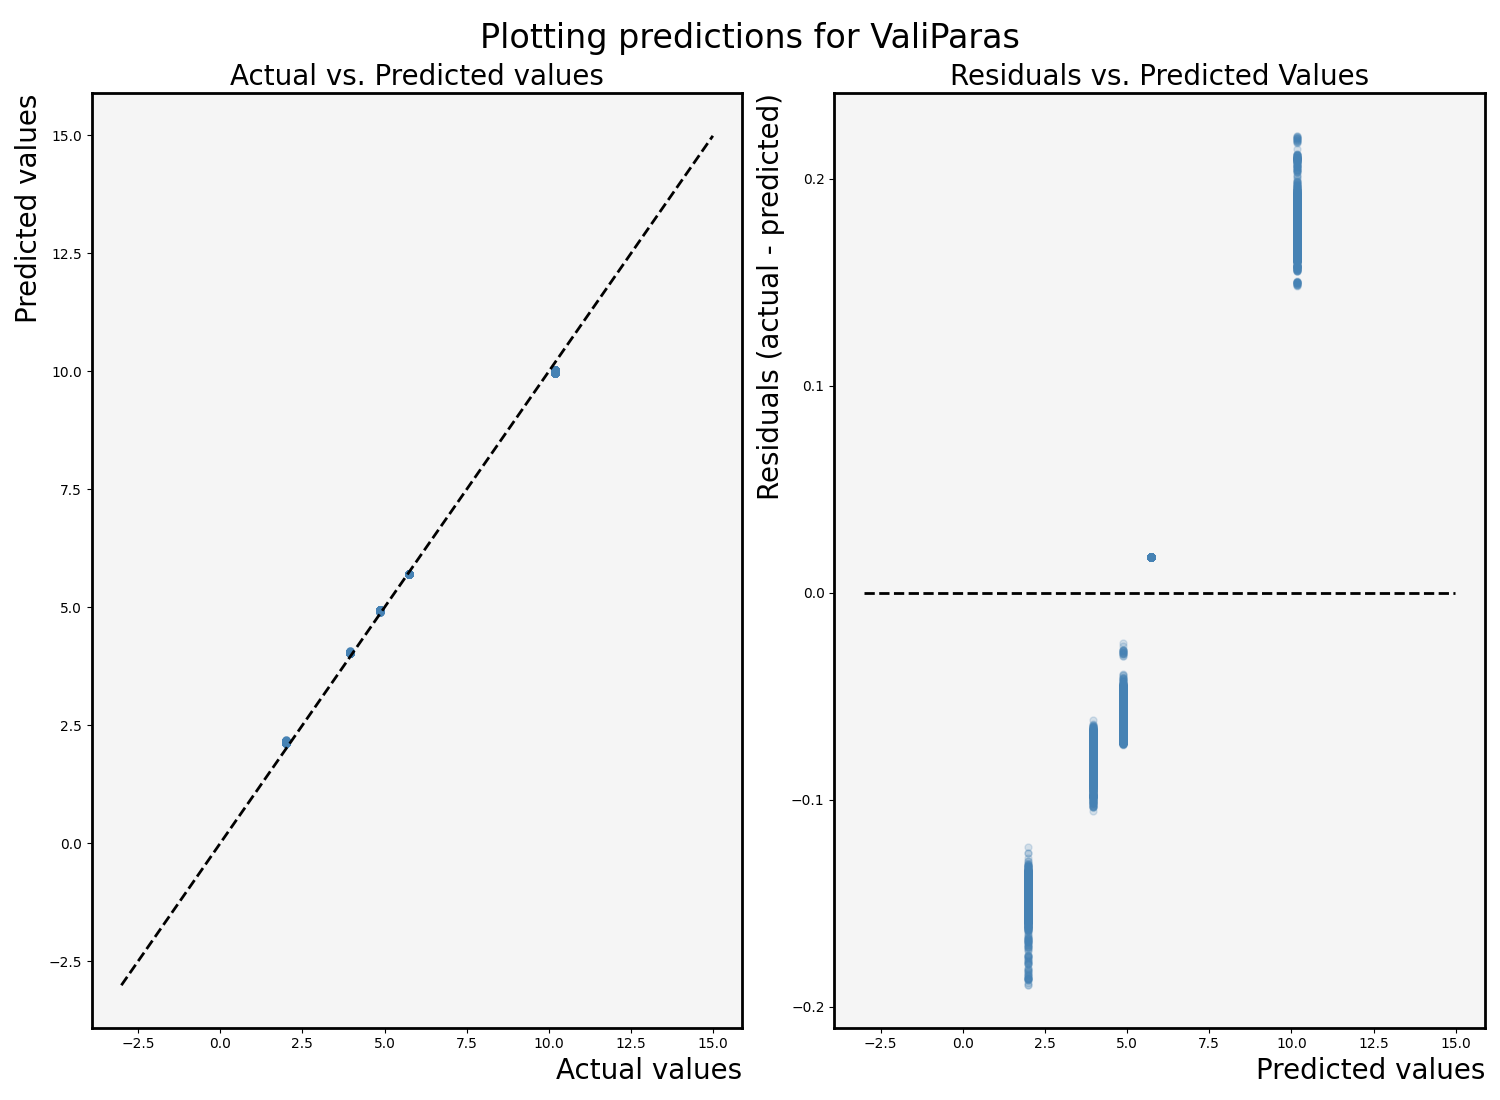 Plotting predictions for ValiParas
Actual vs. Predicted values
Predicted values
15.0
12.5
10.0
7.5
5.0
2.5
0.0
−2.5
−2.5 0.0 2.5 5.0 7.5 10.0 12.5 15.0
Actual values
Residuals vs. Predicted Values
Residuals (actual - predicted)
0.2
0.1
0.0
−0.1
−0.2
−2.5 0.0 2.5 5.0 7.5 10.0 12.5 15.0
Predicted values